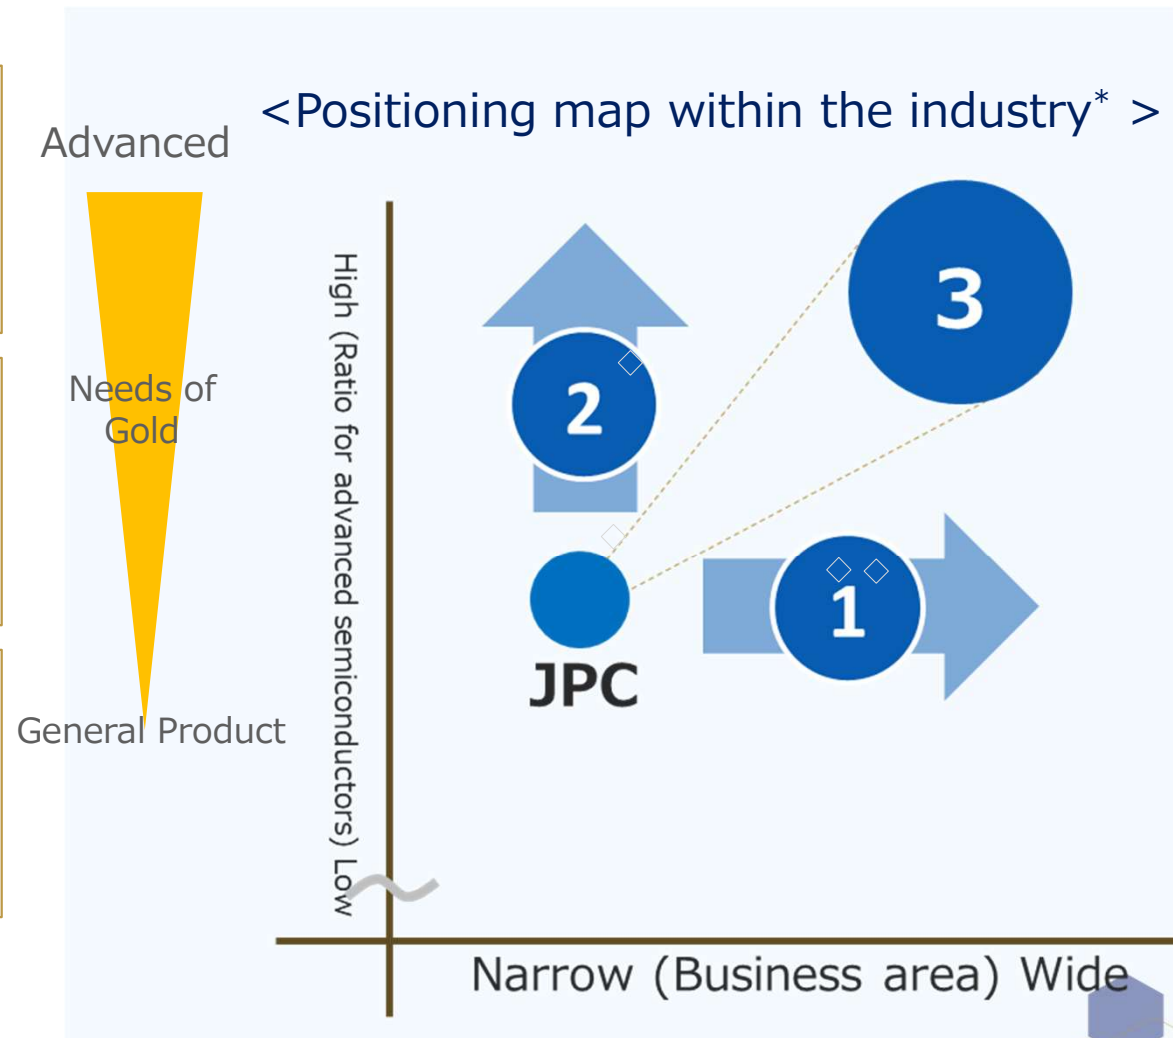 <Positioning map within the industry* >
Advanced
Needs of
Gold
General Product
High (Ratio for advanced semiconductors) Low
3
2
1
JPC
Narrow (Business area) Wide